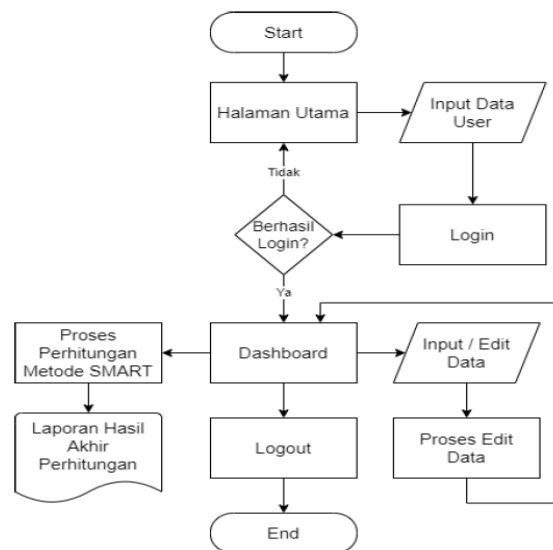 Start
Halaman Utama
Input Data
User
Tidak
Berhasil
Login?
Login
Ya
Proses
Perhitungan
Metode SMART
Dashboard
Input / Edit
Data
Laporan Hasil
Akhir
Perhitungan
Logout
Proses Edit
Data
End